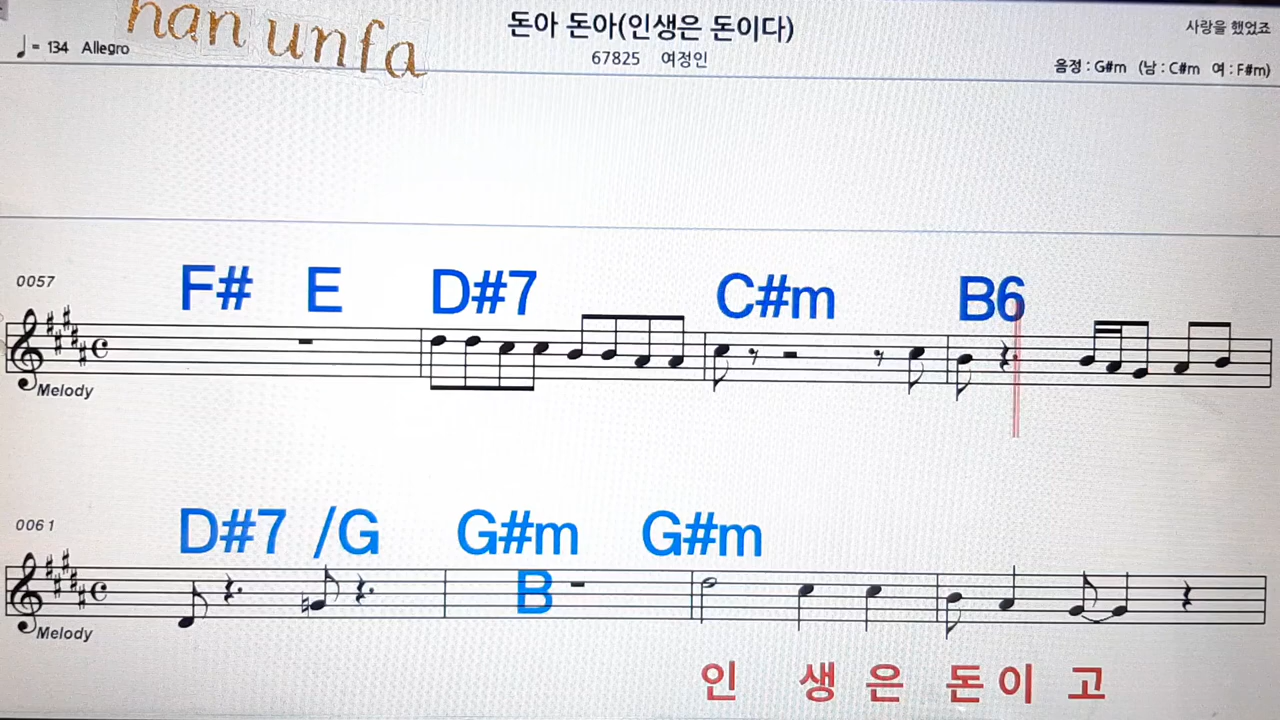 han unfa
돈아 돈아(인생은 돈이다)
사랑을 했었죠
♩= 134 Allegro
67825 여정인
음정 : G#m (남 : C#m 여 : F#m)
0057
F# E D#7 C#m B6
Melody
0061
D#7 /G G#m G#m
B
Melody
인 생 은 돈 이 고